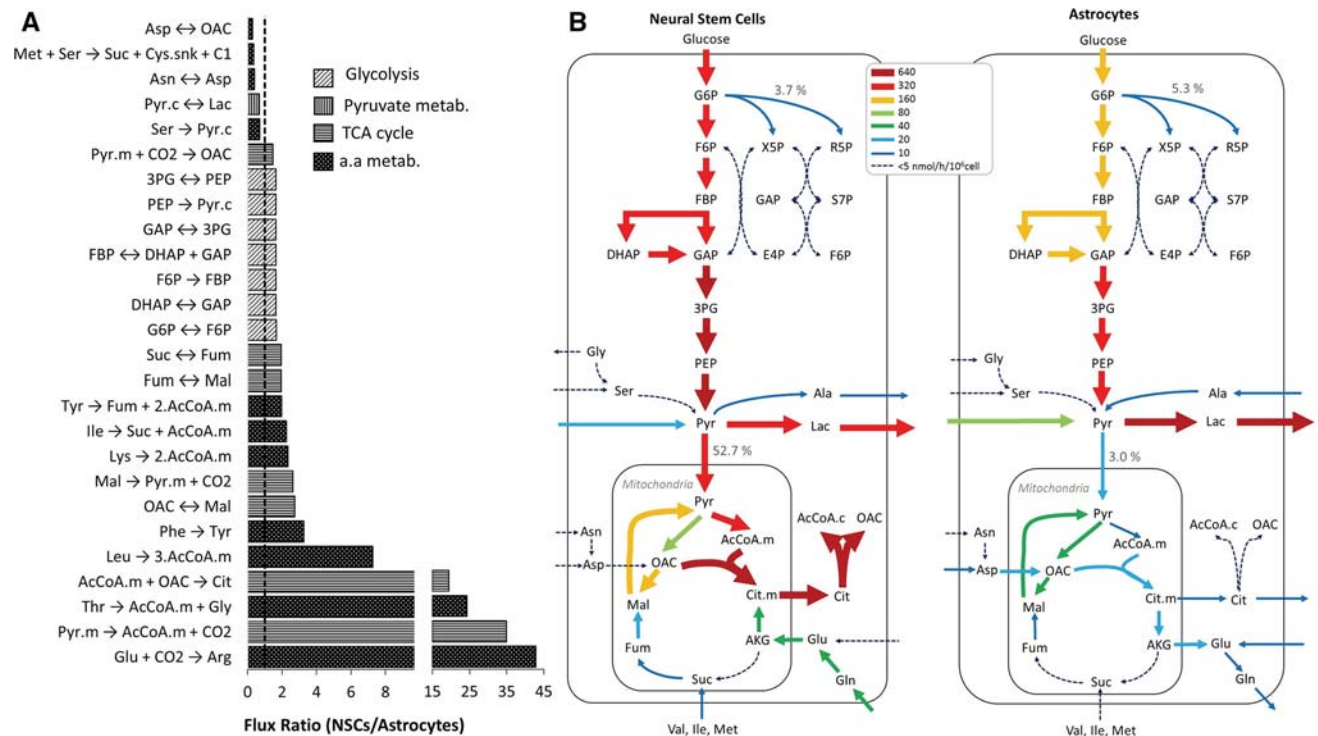 A
Asp ↔ OAC
Met + Ser → Suc + Cys.snk + C1
Asn ↔ Asp
Pyr.c ↔ Lac
Ser → Pyr.c
Pyr.m + CO2 → OAC
3PG ↔ PEP
PEP → Pyr.c
GAP ↔ 3PG
FBP ↔ DHAP + GAP
F6P → FBP
DHAP ↔ GAP
G6P ↔ F6P
Suc ↔ Fum
Fum ↔ Mal
Tyr → Fum + 2.AcCoA.m
Ile → Suc + AcCoA.m
Lys → 2.AcCoA.m
Mal → Pyr.m + CO2
OAC ↔ Mal
Phe → Tyr
Leu → 3.AcCoA.m
AcCoA.m + OAC → Cit
Thr → AcCoA.m + Gly
Pyr.m → AcCoA.m + CO2
Glu + CO2 → Arg
0 2 4 6 8 15 25 35 45
Flux Ratio (NSCs/Astrocytes)
Glycolysis
Pyruvate metab.
TCA cycle
a.a metab.
B
Neural Stem Cells
Glucose
G6P
3.7 %
F6P X5P R5P
FBP GAP S7P
DHAP GAP E4P F6P
3PG
PEP
Gly
Ser
Ala
Pyr
Lac
52.7 %
Mitochondria
Pyr
AcCoA.m
AcCoA.c OAC
Asn
Asp
OAC
Mal
Cit.m
Cit
Fum
AKG
Glu
Suc
Gln
Val, Ile, Met
640
320
160
80
40
20
10
<5 nmol/h/10⁶cell
Astrocytes
Glucose
G6P
5.3 %
F6P X5P R5P
FBP GAP S7P
DHAP GAP E4P F6P
3PG
PEP
Gly
Ser
Ala
Pyr
Lac
3.0 %
Mitochondria
Pyr
AcCoA.m
AcCoA.c OAC
Asn
Asp
OAC
Mal
Cit.m
Cit
Fum
AKG
Glu
Suc
Gln
Val, Ile, Met